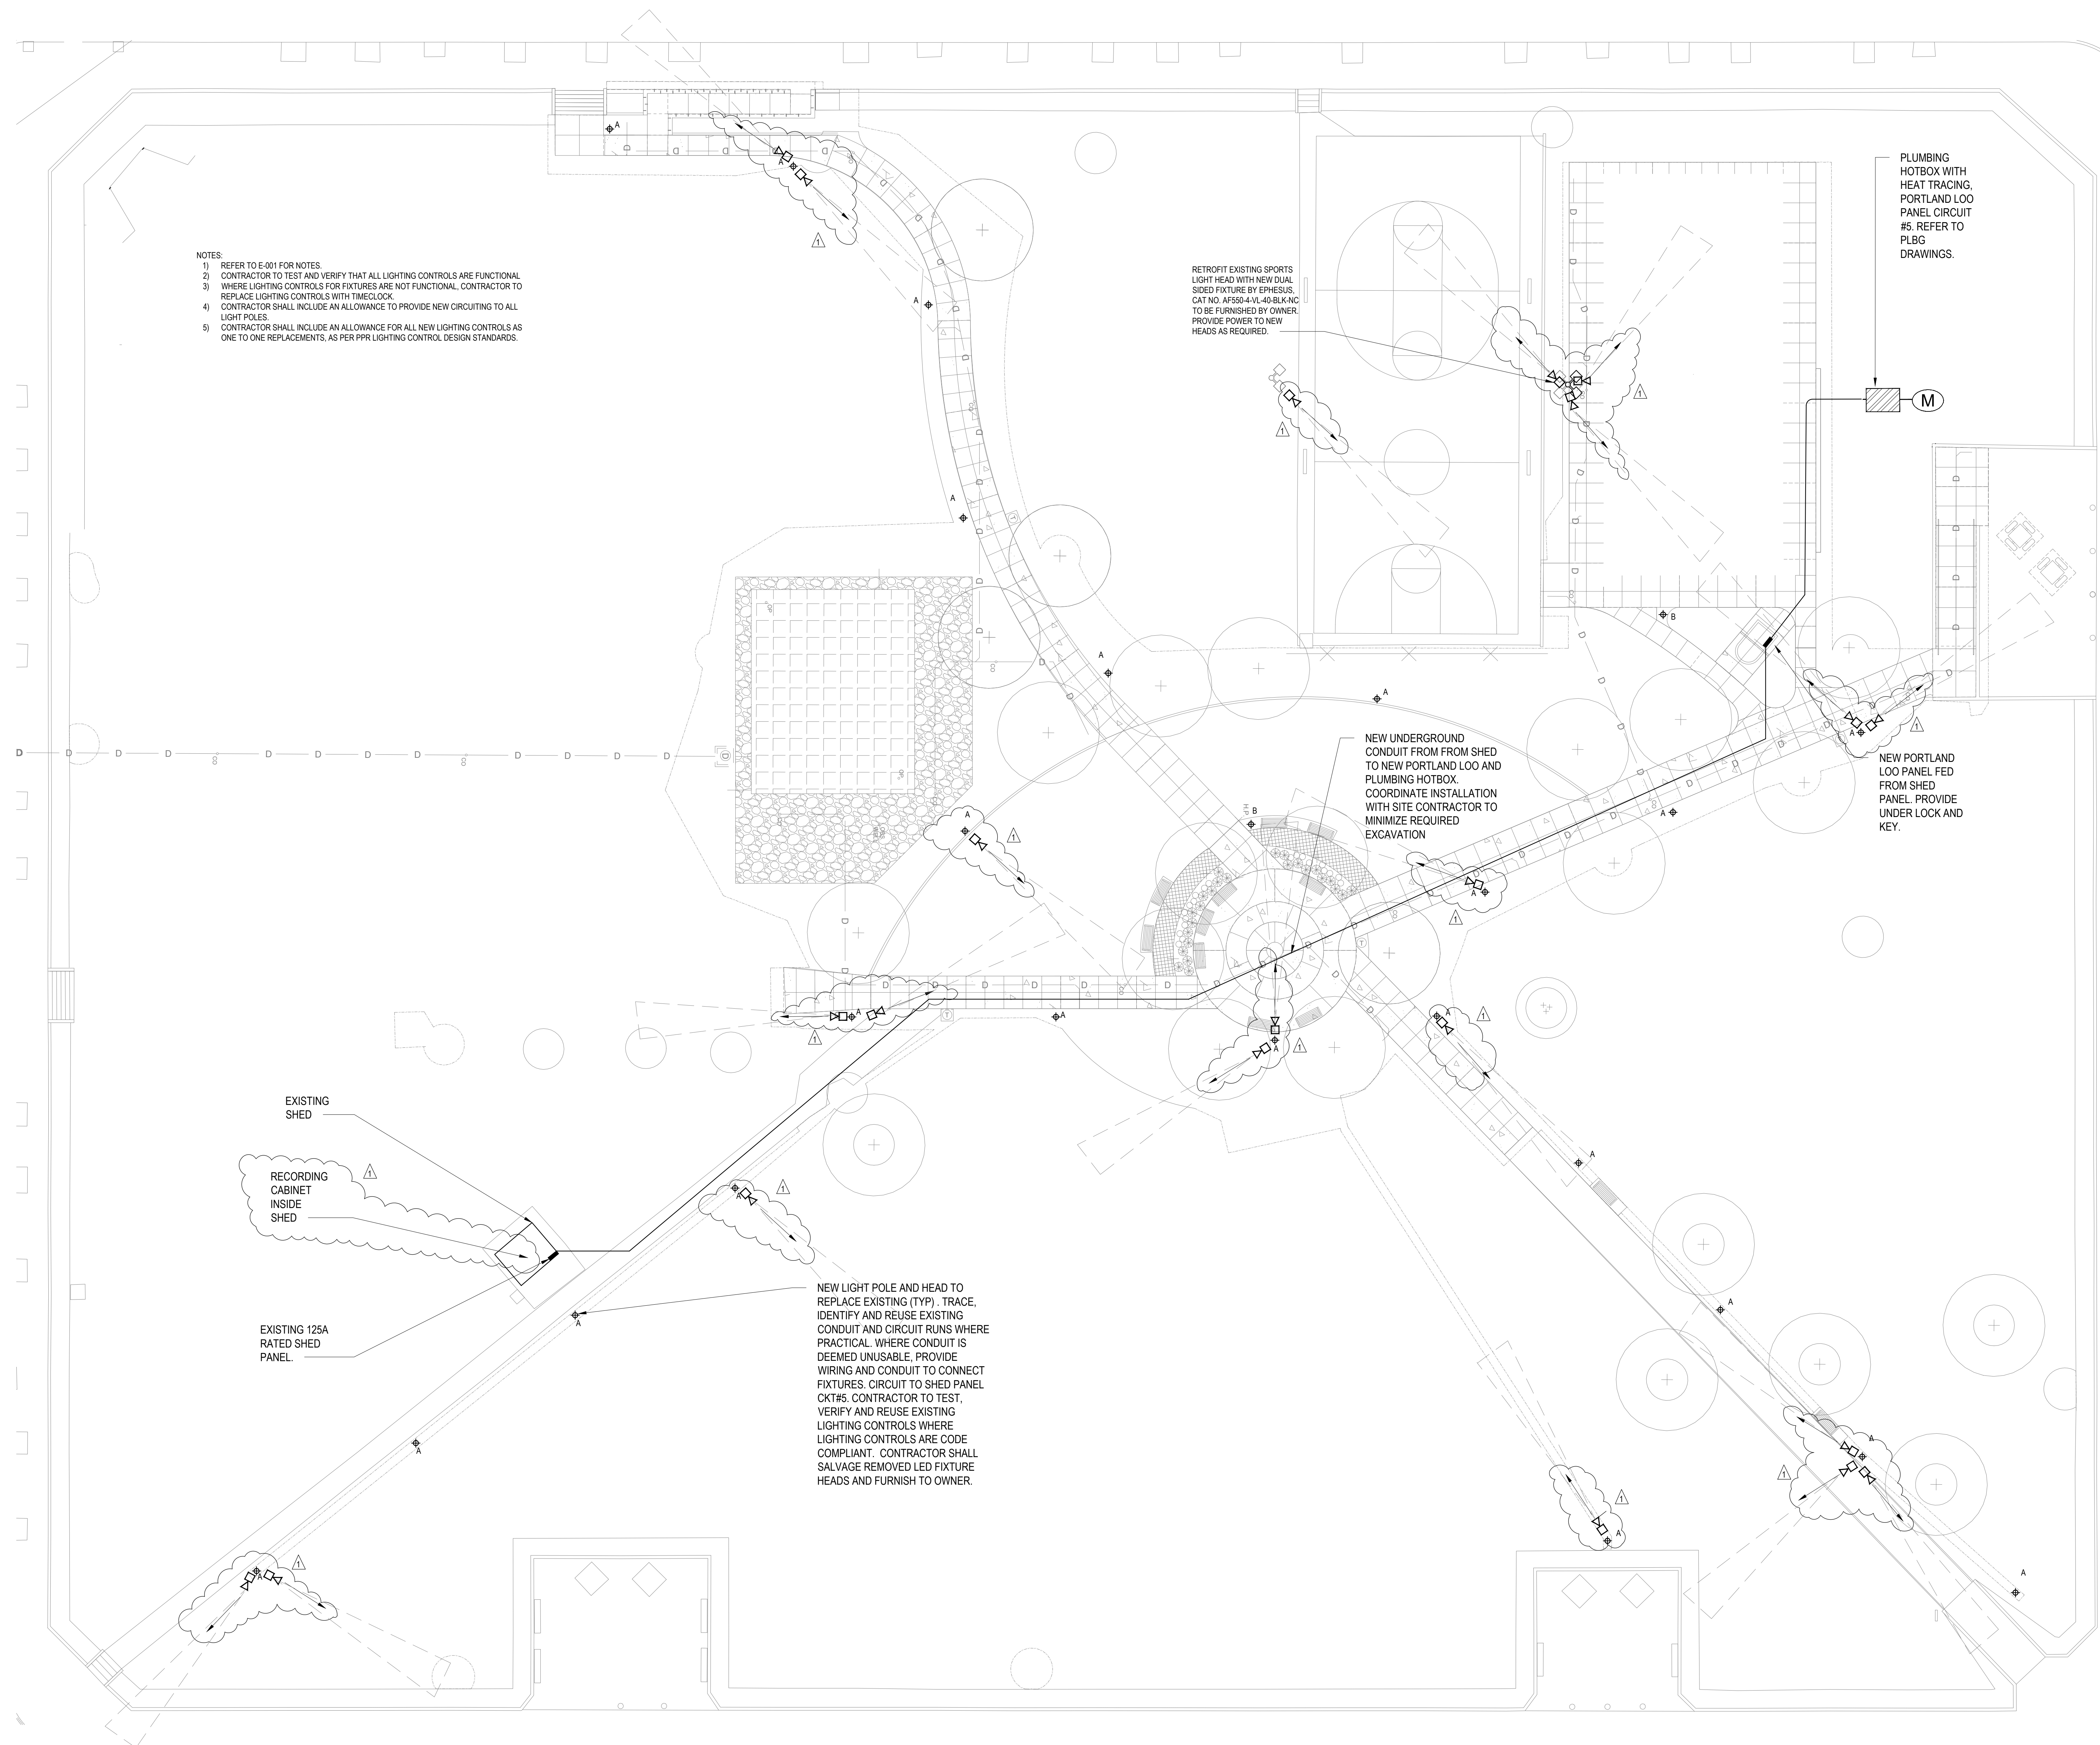 NOTES:
1) REFER TO E-001 FOR NOTES.
2) CONTRACTOR TO TEST AND VERIFY THAT ALL LIGHTING CONTROLS ARE FUNCTIONAL
3) WHERE LIGHTING CONTROLS FOR FIXTURES ARE NOT FUNCTIONAL, CONTRACTOR TO
REPLACE LIGHTING CONTROLS WITH TIMECLOCK.
4) CONTRACTOR SHALL INCLUDE AN ALLOWANCE TO PROVIDE NEW CIRCUITING TO ALL
LIGHT POLES.
5) CONTRACTOR SHALL INCLUDE AN ALLOWANCE FOR ALL NEW LIGHTING CONTROLS AS
ONE TO ONE REPLACEMENTS, AS PER PPR LIGHTING CONTROL DESIGN STANDARDS.
RETROFIT EXISTING SPORTS
LIGHT HEAD WITH NEW DUAL
SIDED FIXTURE BY EPHESUS,
CAT NO. AF550-4-VL-40-BLK-NC
TO BE FURNISHED BY OWNER.
PROVIDE POWER TO NEW
HEADS AS REQUIRED.
PLUMBING
HOTBOX WITH
HEAT TRACING,
PORTLAND LOO
PANEL CIRCUIT
#5. REFER TO
PLBG
DRAWINGS.
M
NEW UNDERGROUND
CONDUIT FROM FROM SHED
TO NEW PORTLAND LOO AND
PLUMBING HOTBOX.
COORDINATE INSTALLATION
WITH SITE CONTRACTOR TO
MINIMIZE REQUIRED
EXCAVATION
NEW PORTLAND
LOO PANEL FED
FROM SHED
PANEL. PROVIDE
UNDER LOCK AND
KEY.
EXISTING
SHED
RECORDING
CABINET
INSIDE
SHED
EXISTING 125A
RATED SHED
PANEL.
NEW LIGHT POLE AND HEAD TO
REPLACE EXISTING (TYP) . TRACE,
IDENTIFY AND REUSE EXISTING
CONDUIT AND CIRCUIT RUNS WHERE
PRACTICAL. WHERE CONDUIT IS
DEEMED UNUSABLE, PROVIDE
WIRING AND CONDUIT TO CONNECT
FIXTURES. CIRCUIT TO SHED PANEL
CKT#5. CONTRACTOR TO TEST,
VERIFY AND REUSE EXISTING
LIGHTING CONTROLS WHERE
LIGHTING CONTROLS ARE CODE
COMPLIANT. CONTRACTOR SHALL
SALVAGE REMOVED LED FIXTURE
HEADS AND FURNISH TO OWNER.